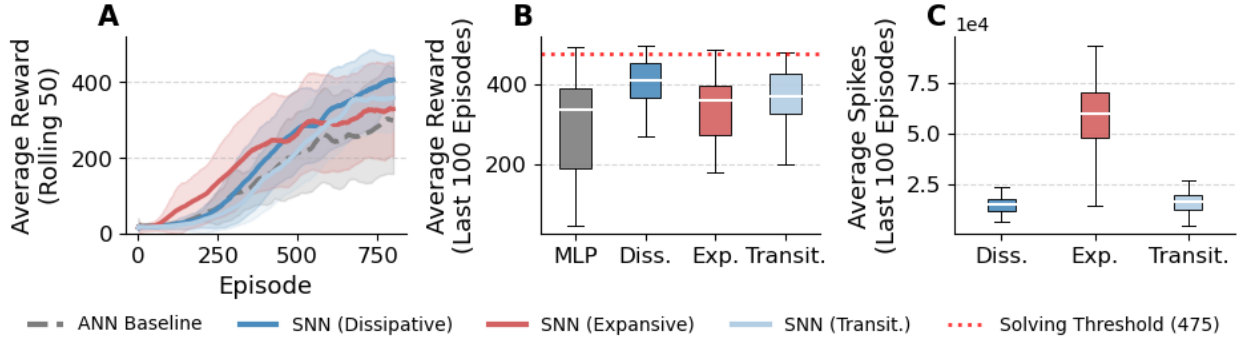 A
Average Reward
(Rolling 50)
400
200
0
0
250
500
750
Episode
B
Average Reward
(Last 100 Episodes)
400
200
MLP
Diss.
Exp.
Transit.
C
1e4
Average Spikes
(Last 100 Episodes)
7.5
5.0
2.5
Diss.
Exp.
Transit.
ANN Baseline
SNN (Dissipative)
SNN (Expansive)
SNN (Transit.)
Solving Threshold (475)